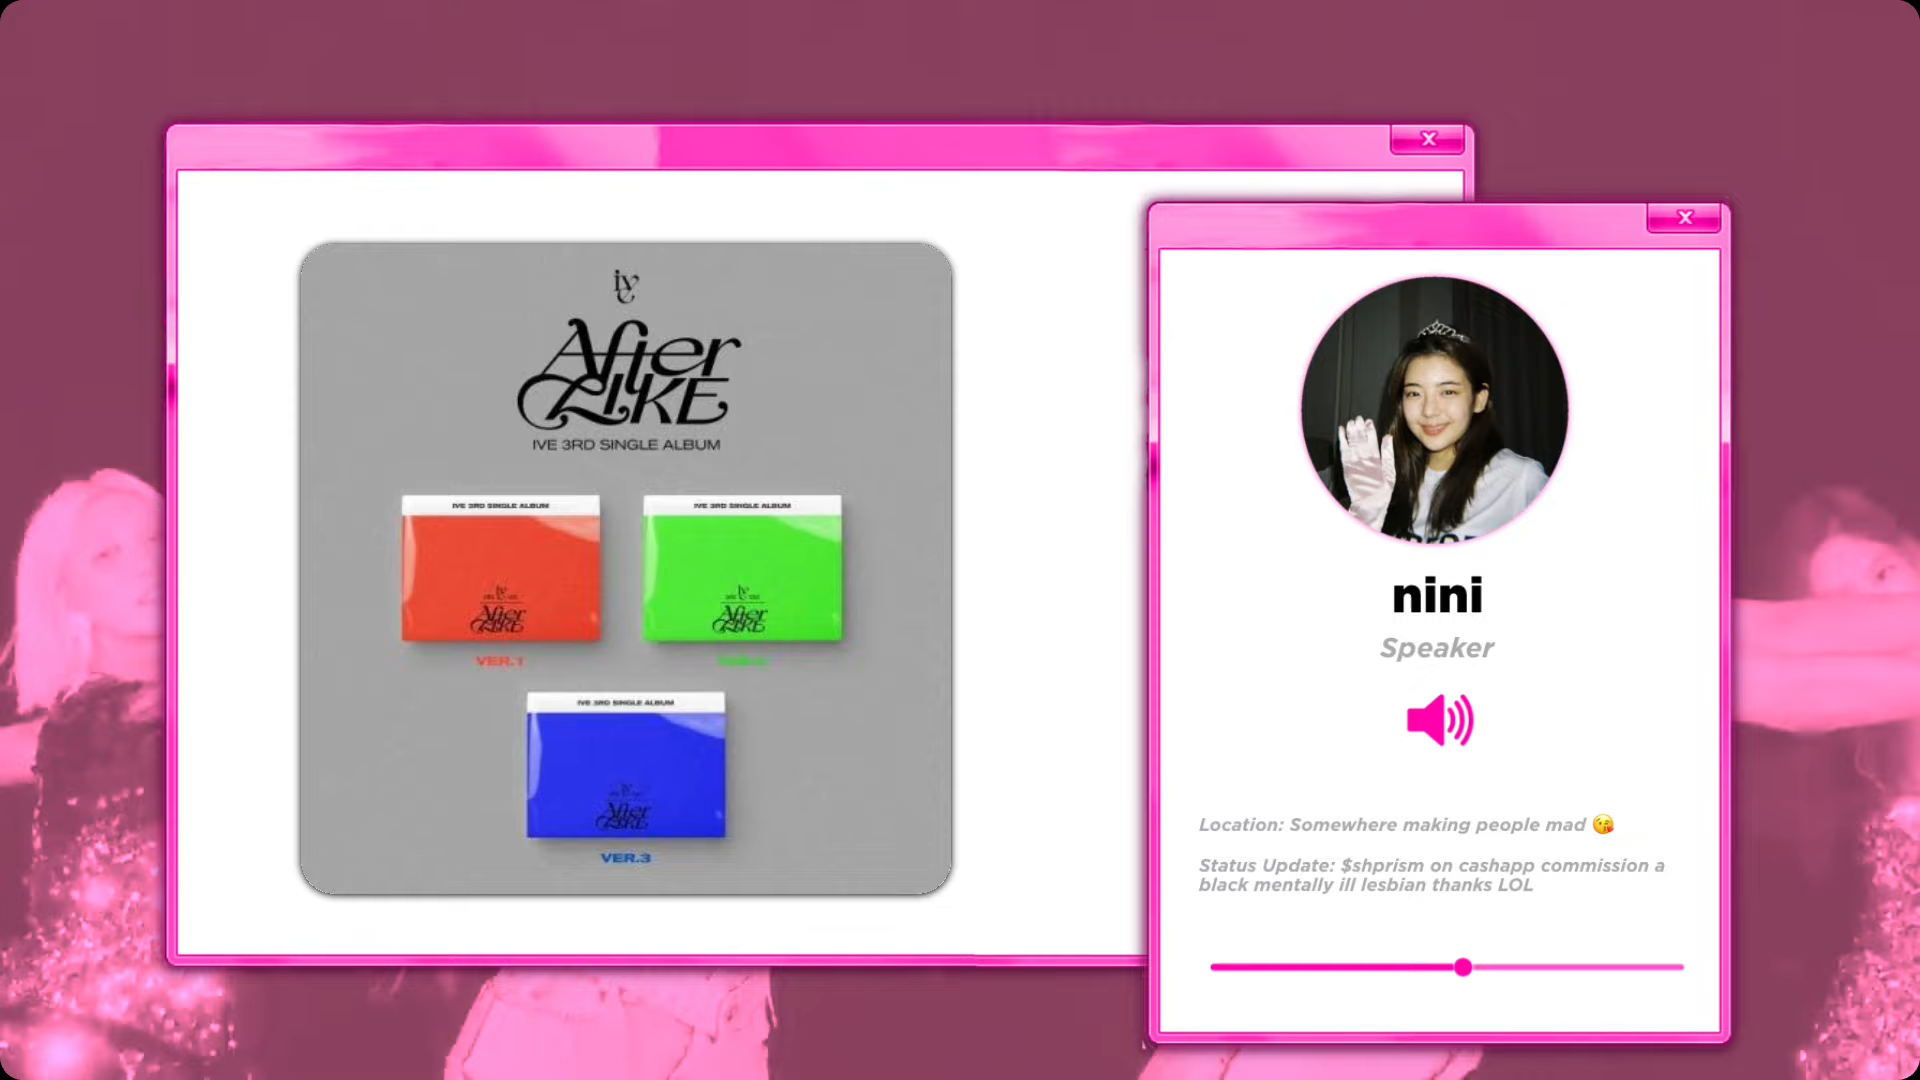 X
IVE
After
LIKE
IVE 3RD SINGLE ALBUM
IVE 3RD SINGLE ALBUM
After
LIKE
VER.1
IVE 3RD SINGLE ALBUM
After
LIKE
IVE 3RD SINGLE ALBUM
After
LIKE
VER.3
X
nini
Speaker
Location: Somewhere making people mad 😘
Status Update: $shprism on cashapp commission a
black mentally ill lesbian thanks LOL